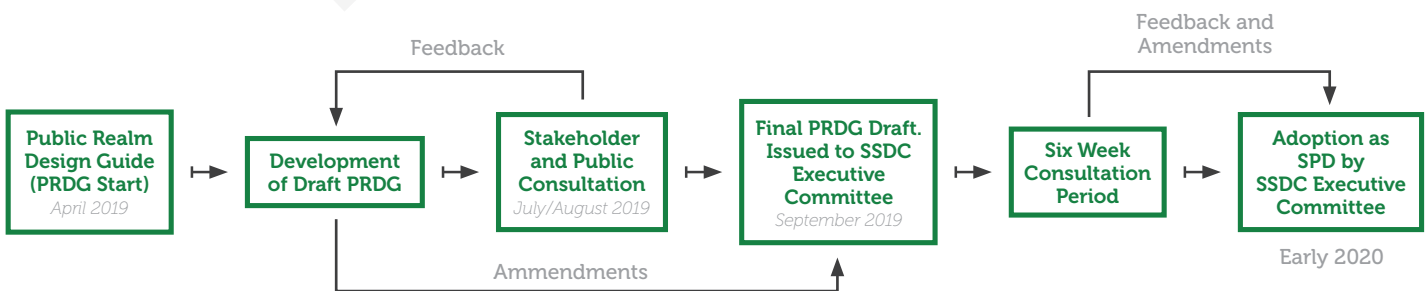 Feedback
Feedback and
Amendments
Public Realm
Design Guide
(PRDG Start)
April 2019
Development
of Draft PRDG
Stakeholder
and Public
Consultation
July/August 2019
Final PRDG Draft.
Issued to SSDC
Executive
Committee
September 2019
Six Week
Consultation
Period
Adoption as
SPD by
SSDC Executive
Committee
Early 2020
Ammendments